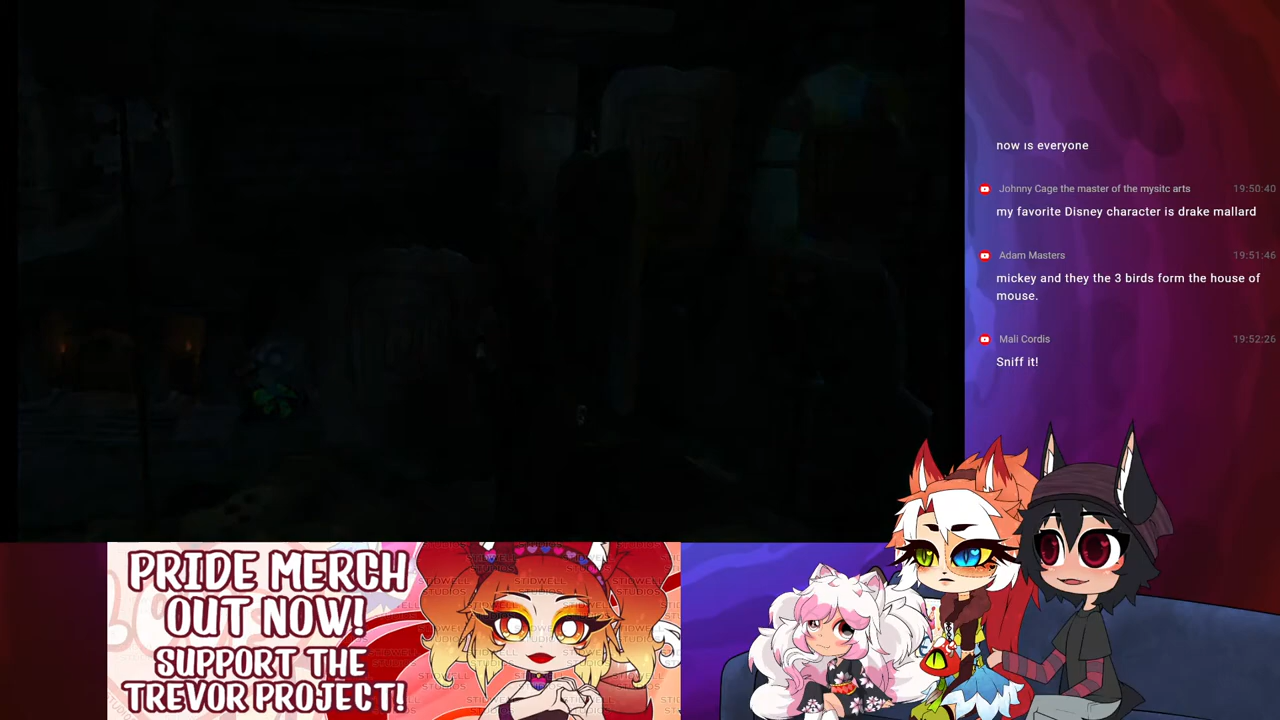 now is everyone
Johnny Cage the master of the mysitc arts 19:50:40
my favorite Disney character is drake mallard
Adam Masters 19:51:46
mickey and they the 3 birds form the house of
mouse.
Mali Cordis 19:52:26
Sniff it!
PRIDE MERCH
OUT NOW!
SUPPORT THE
TREVOR PROJECT!
STIDWELL
STUDIOS